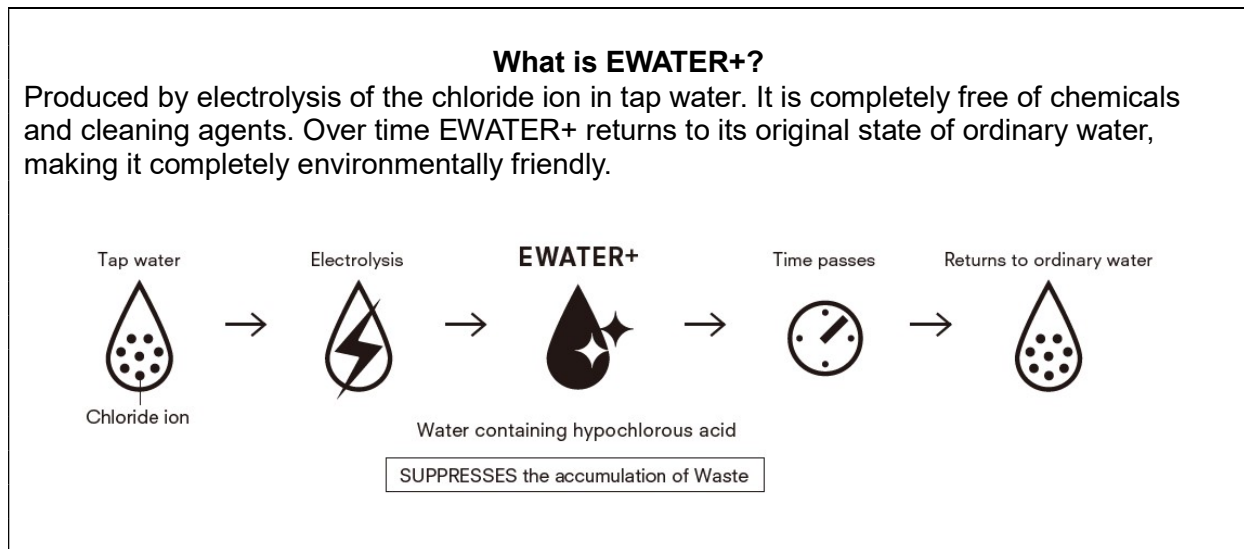 What is EWATER+?
Produced by electrolysis of the chloride ion in tap water. It is completely free of chemicals
and cleaning agents. Over time EWATER+ returns to its original state of ordinary water,
making it completely environmentally friendly.
Tap water
Electrolysis
EWATER+
Time passes
Returns to ordinary water
Chloride ion
Water containing hypochlorous acid
SUPPRESSES the accumulation of Waste